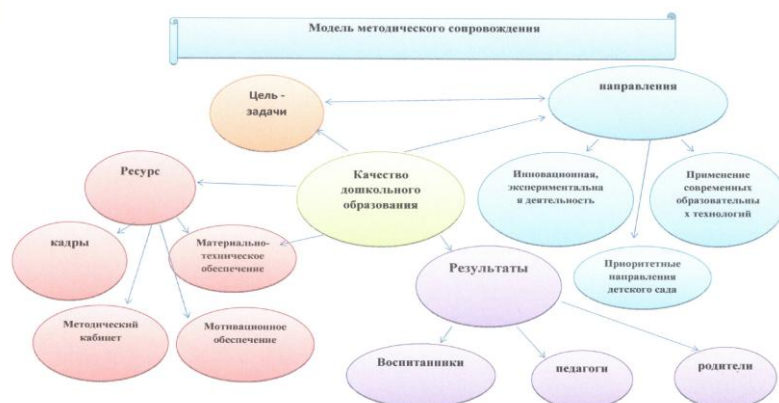 Модель методического сопровождения
Цель -
задачи
направления
Ресурс
Качество
дошкольного
образования
Инновационная,
экспериментальна
я деятельность
Применение
современных
образовательны
х технологий
кадры
Материально-
техническое
обеспечение
Результаты
Приоритетные
направления
детского сада
Методический
кабинет
Мотивационное
обеспечение
Воспитанники
педагоги
родители